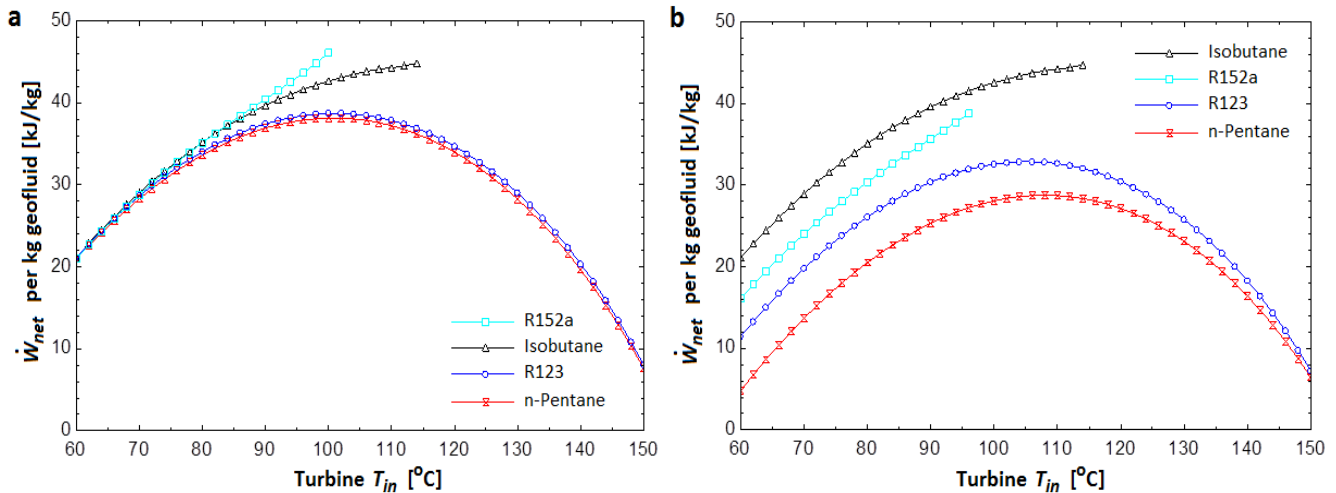 a
50
40
30
20
10
0
60 70 80 90 100 110 120 130 140 150
Ẇnet per kg geofluid [kJ/kg]
Turbine Tin [°C]
R152a
Isobutane
R123
n-Pentane
b
50
40
30
20
10
0
60 70 80 90 100 110 120 130 140 150
Ẇnet per kg geofluid [kJ/kg]
Turbine Tin [°C]
Isobutane
R152a
R123
n-Pentane